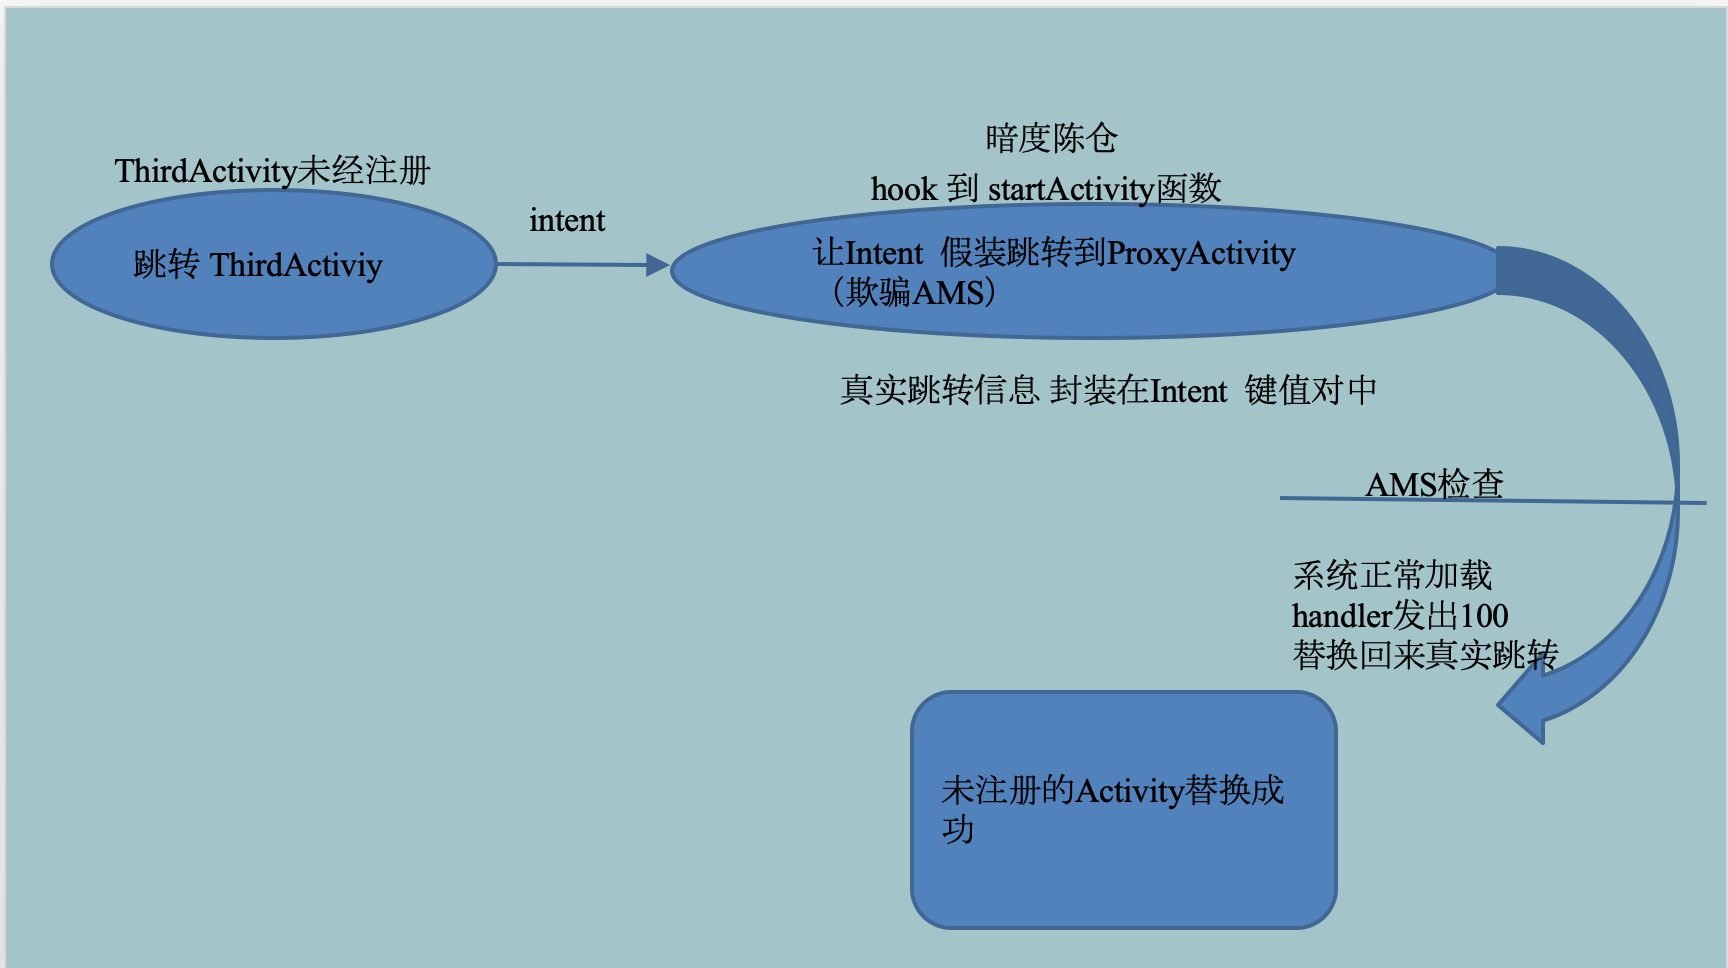 暗度陈仓
ThirdActivity未经注册
hook 到 startActivity函数
intent
跳转 ThirdActiviy
让Intent 假装跳转到ProxyActivity
（欺骗AMS）
真实跳转信息 封装在Intent 键值对中
AMS检查
系统正常加载
handler发出100
替换回来真实跳转
未注册的Activity替换成
功